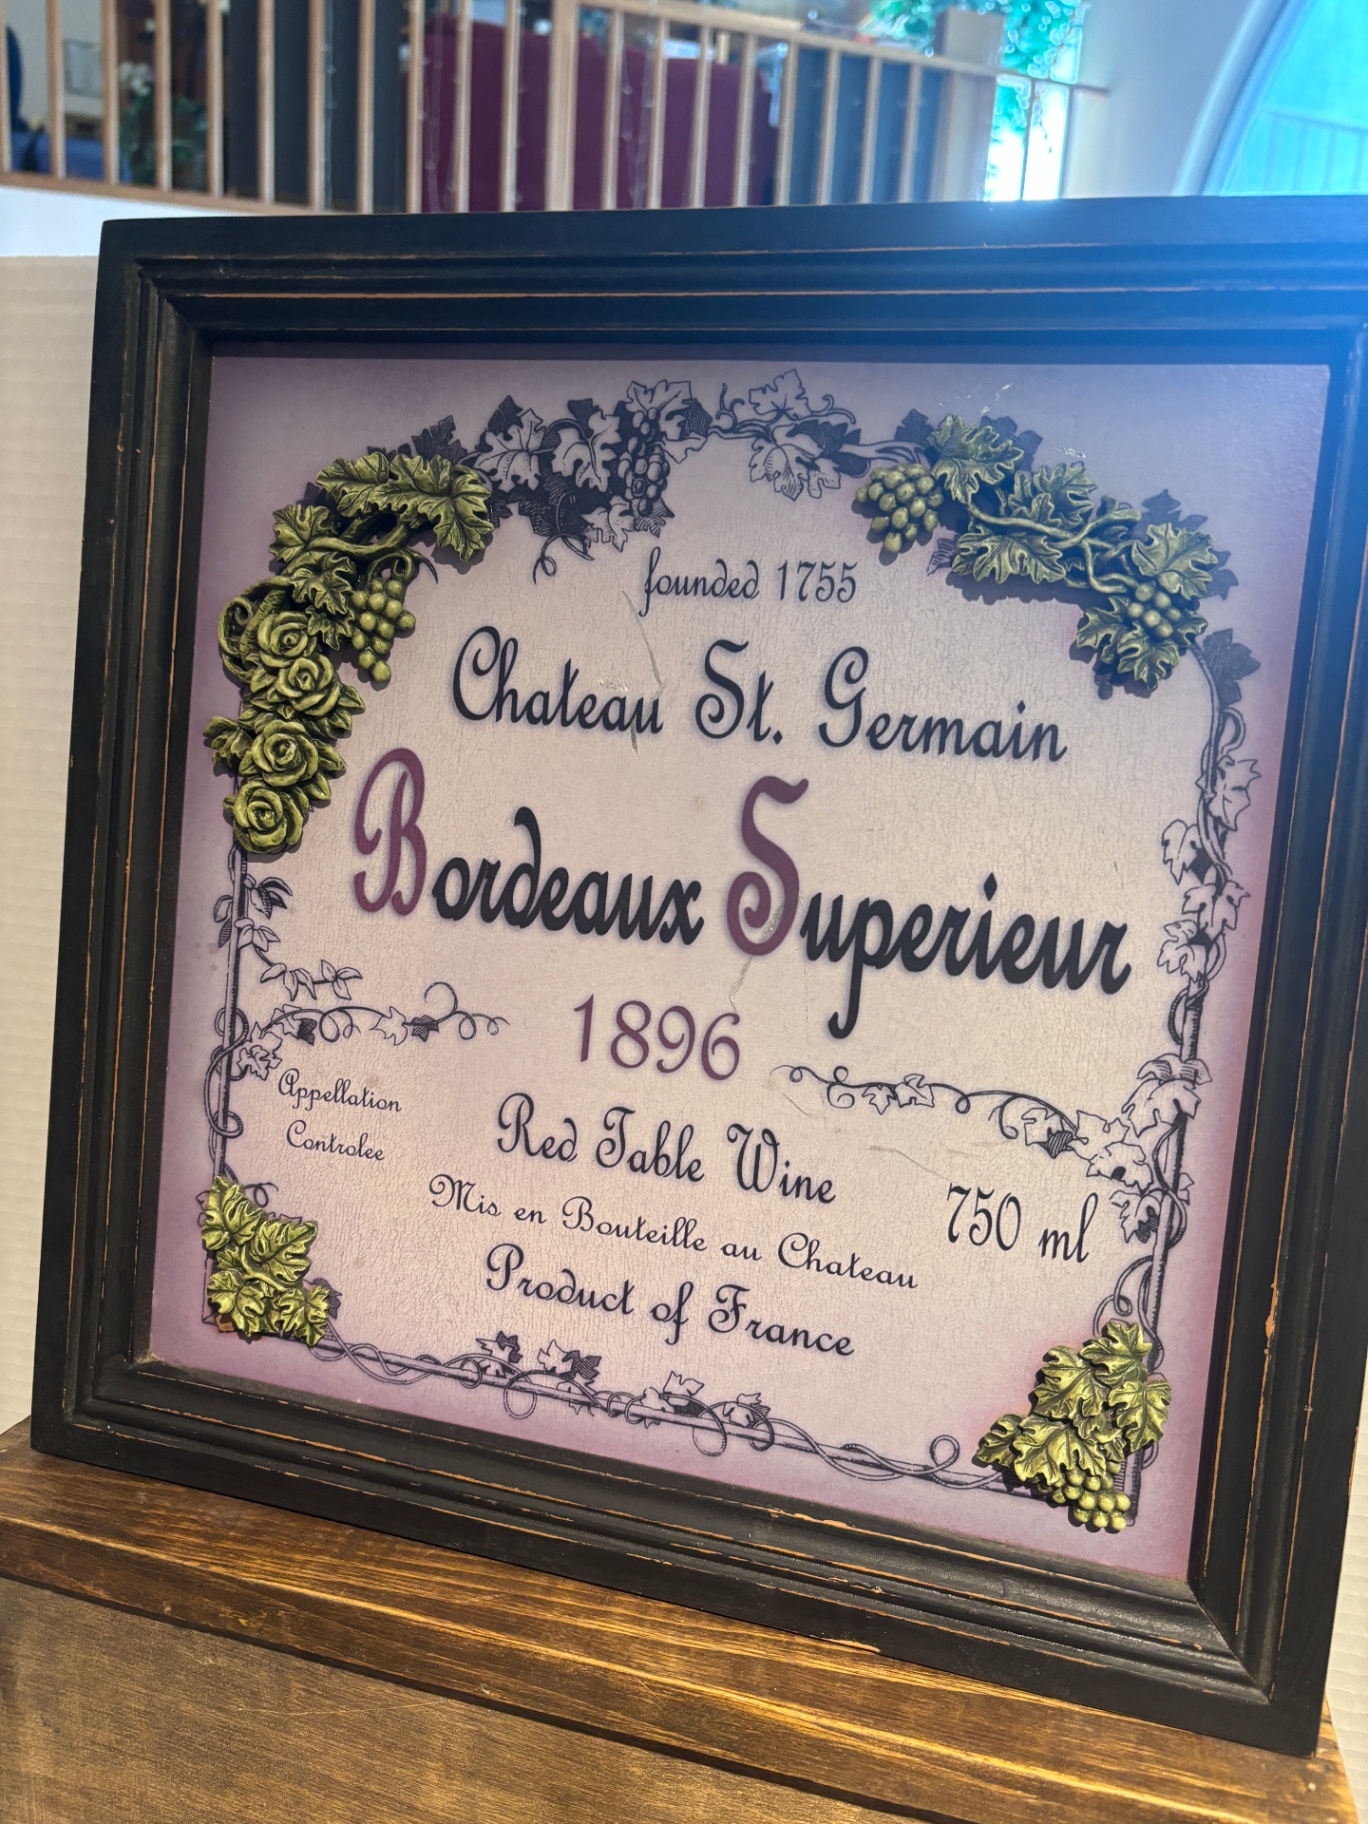 founded 1755
Chateau St. Germain
Bordeaux Superieur
1896
Appellation
Controlee
Red Table Wine
Mis en Bouteille au Chateau
750 ml
Product of France